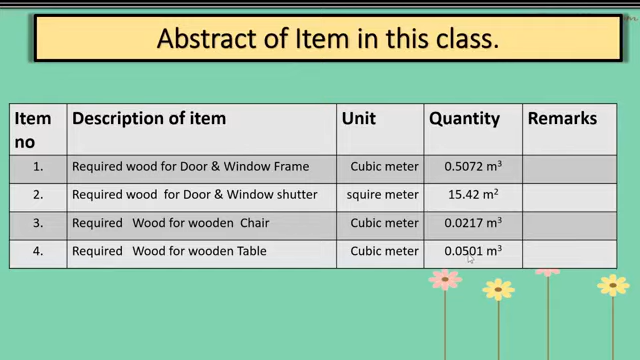 Abstract of Item in this class.
Item no Description of item Unit Quantity Remarks
1. Required wood for Door & Window Frame Cubic meter 0.5072 m³
2. Required wood for Door & Window shutter squire meter 15.42 m²
3. Required Wood for wooden Chair Cubic meter 0.0217 m³
4. Required Wood for wooden Table Cubic meter 0.0501 m³